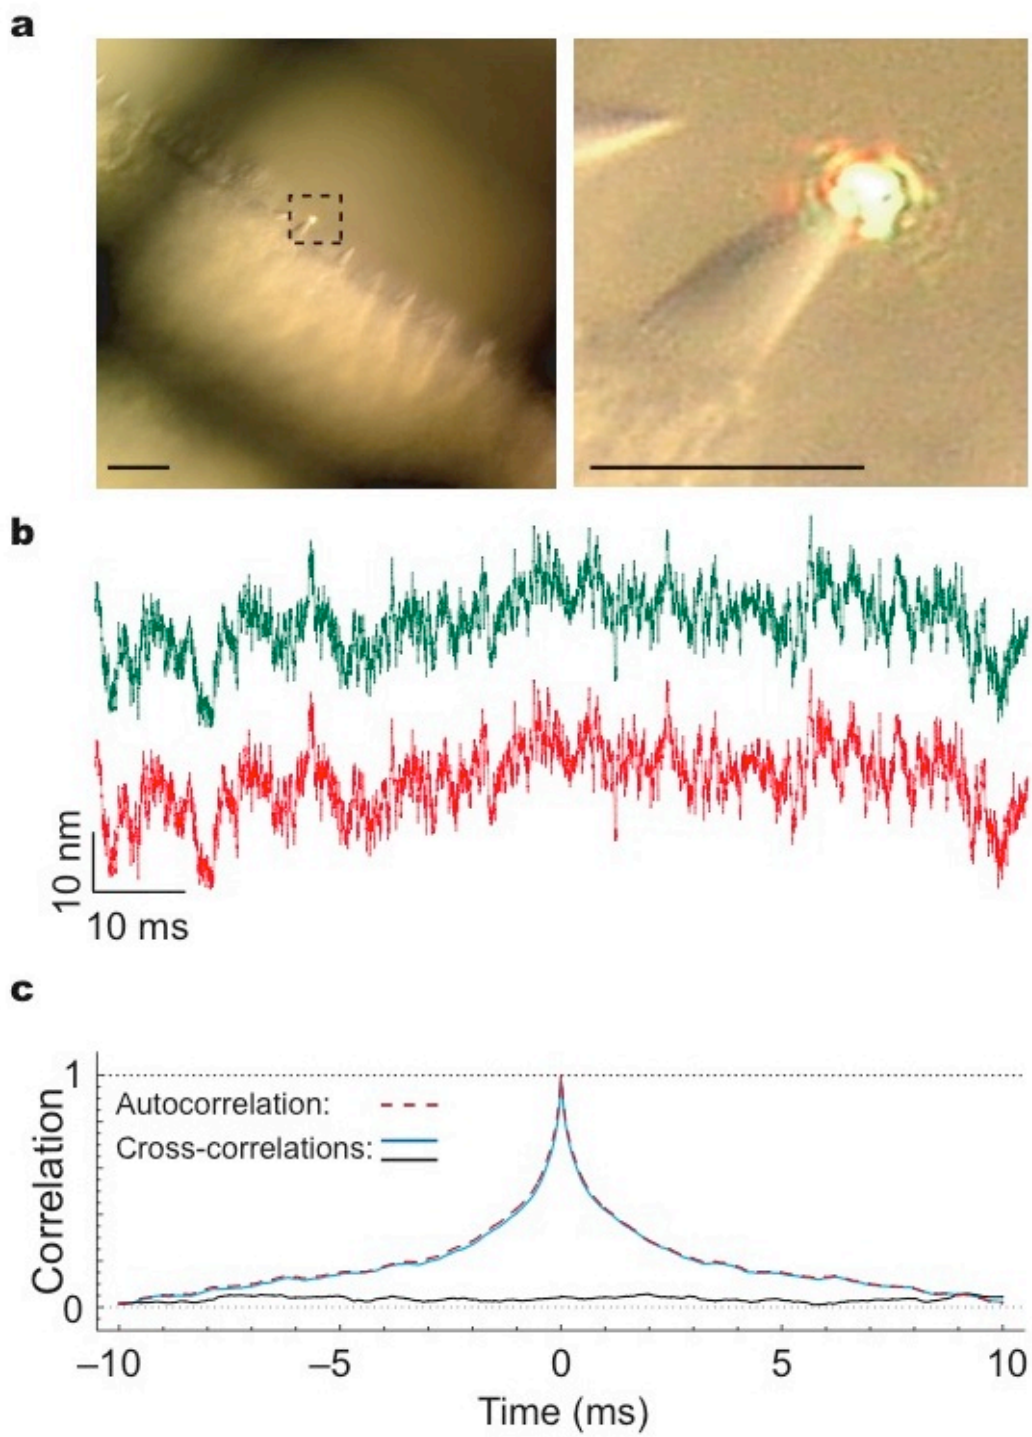 a
b
10 nm
10 ms
c
Correlation
1
Autocorrelation:
Cross-correlations:
0
–10
–5
0
5
10
Time (ms)